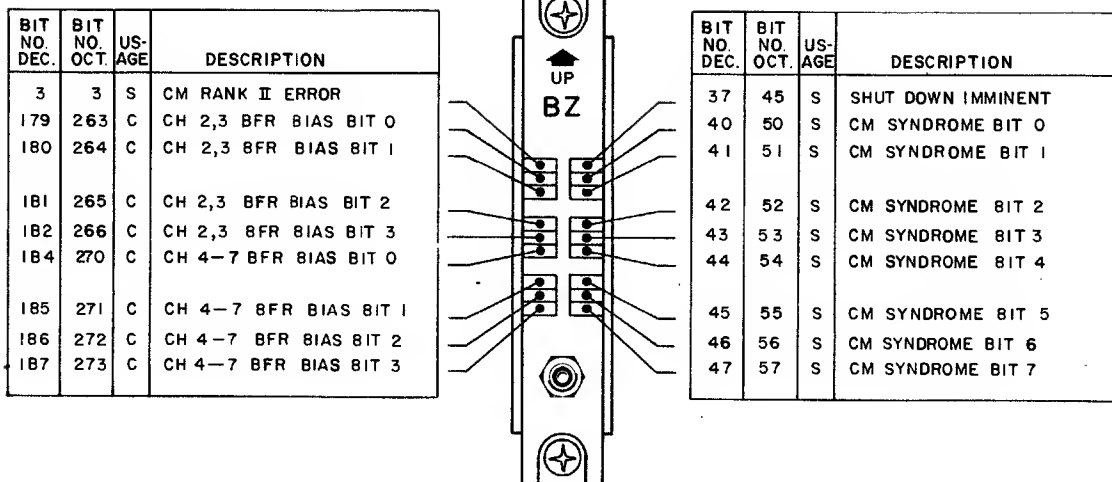 BIT NO. DEC. BIT NO. OCT. US-AGE DESCRIPTION
3 3 S CM RANK II ERROR
179 263 C CH 2,3 BFR BIAS BIT 0
180 264 C CH 2,3 BFR BIAS BIT 1
181 265 C CH 2,3 BFR BIAS BIT 2
182 266 C CH 2,3 BFR BIAS BIT 3
184 270 C CH 4-7 BFR BIAS BIT 0
185 271 C CH 4-7 BFR BIAS BIT 1
186 272 C CH 4-7 BFR BIAS BIT 2
187 273 C CH 4-7 BFR BIAS BIT 3
UP
BZ
BIT NO. DEC. BIT NO. OCT. US-AGE DESCRIPTION
37 45 S SHUT DOWN IMMINENT
40 50 S CM SYNDROME BIT 0
41 51 S CM SYNDROME BIT 1
42 52 S CM SYNDROME BIT 2
43 53 S CM SYNDROME BIT 3
44 54 S CM SYNDROME BIT 4
45 55 S CM SYNDROME BIT 5
46 56 S CM SYNDROME BIT 6
47 57 S CM SYNDROME BIT 7